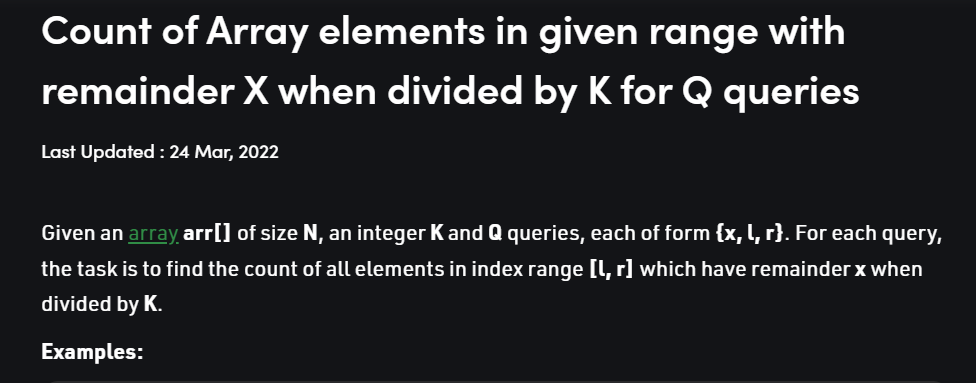 Count of Array elements in given range with
remainder X when divided by K for Q queries
Last Updated : 24 Mar, 2022
Given an array arr[] of size N, an integer K and Q queries, each of form {x, l, r}. For each query,
the task is to find the count of all elements in index range [l, r] which have remainder x when
divided by K.
Examples: